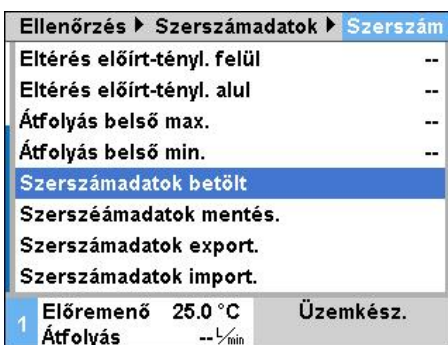 Ellenőrzés ▶ Szerszámadatok ▶ Szerszám
Eltérés előírt-tényl. felül --
Eltérés előírt-tényl. alul --
Átfolyás belső max. --
Átfolyás belső min. --
Szerszámadatok betölt
Szerszéámadatok mentés.
Szerszámadatok export.
Szerszámadatok import.
1 Előremenő 25.0 °C Üzemkész.
Átfolyás -- L/min